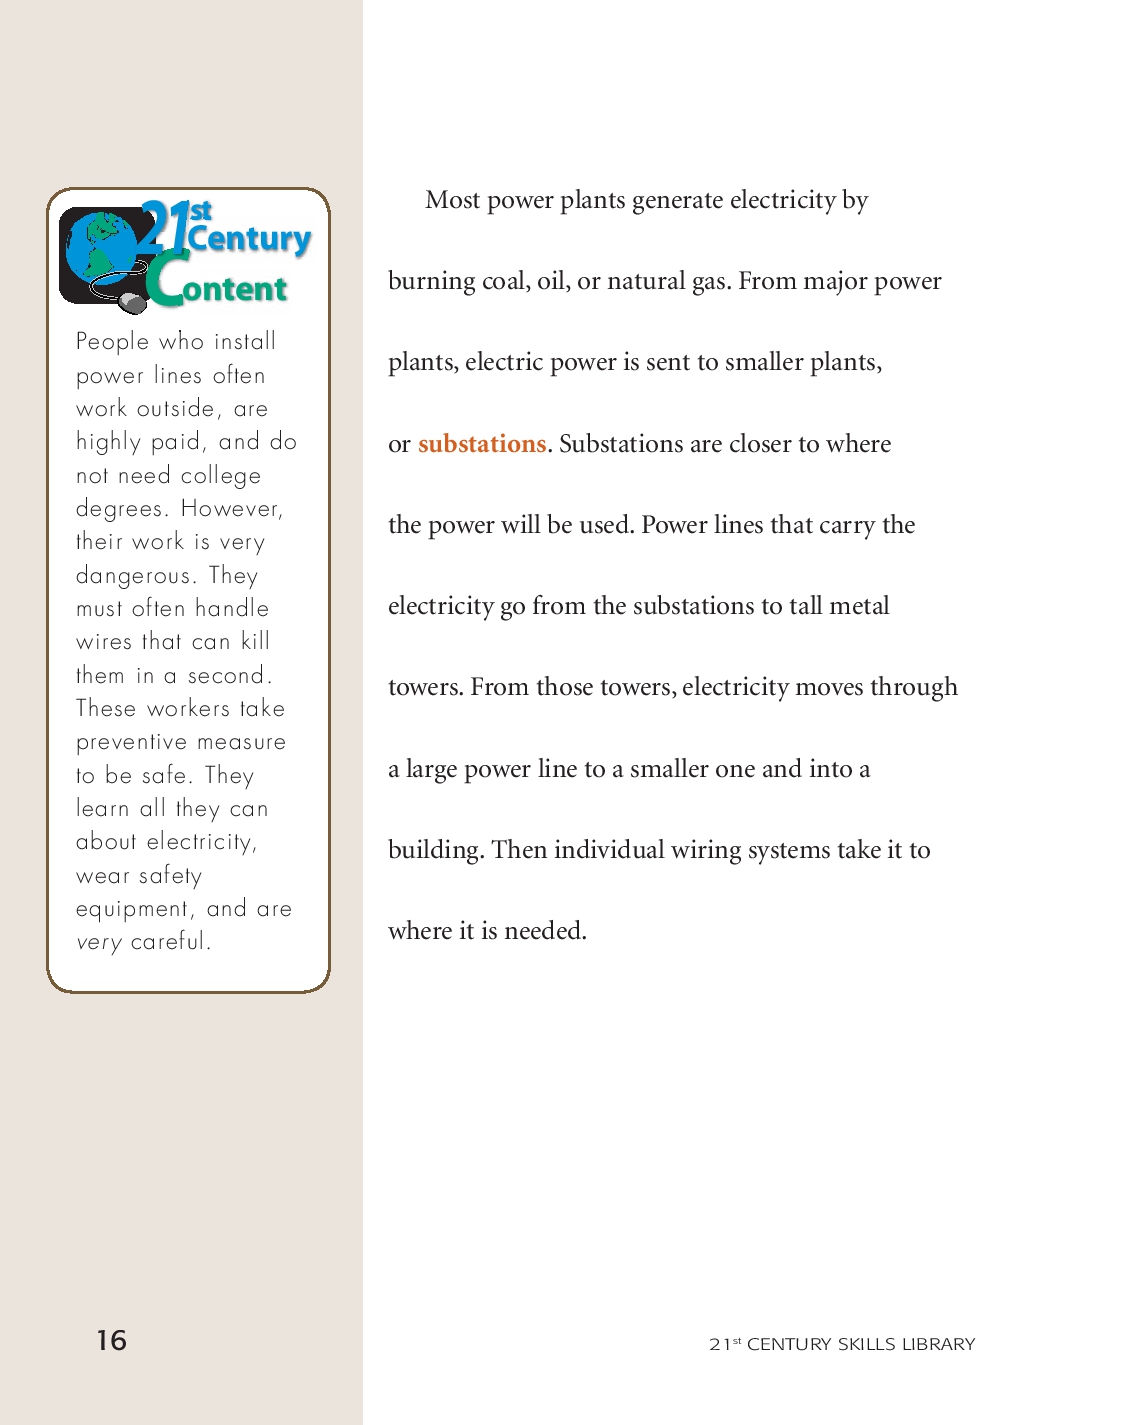 21st
Century
Content
People who install
power lines often
work outside, are
highly paid, and do
not need college
degrees. However,
their work is very
dangerous. They
must often handle
wires that can kill
them in a second.
These workers take
preventive measure
to be safe. They
learn all they can
about electricity,
wear safety
equipment, and are
very careful.
Most power plants generate electricity by
burning coal, oil, or natural gas. From major power
plants, electric power is sent to smaller plants,
or substations. Substations are closer to where
the power will be used. Power lines that carry the
electricity go from the substations to tall metal
towers. From those towers, electricity moves through
a large power line to a smaller one and into a
building. Then individual wiring systems take it to
where it is needed.
16
21st CENTURY SKILLS LIBRARY